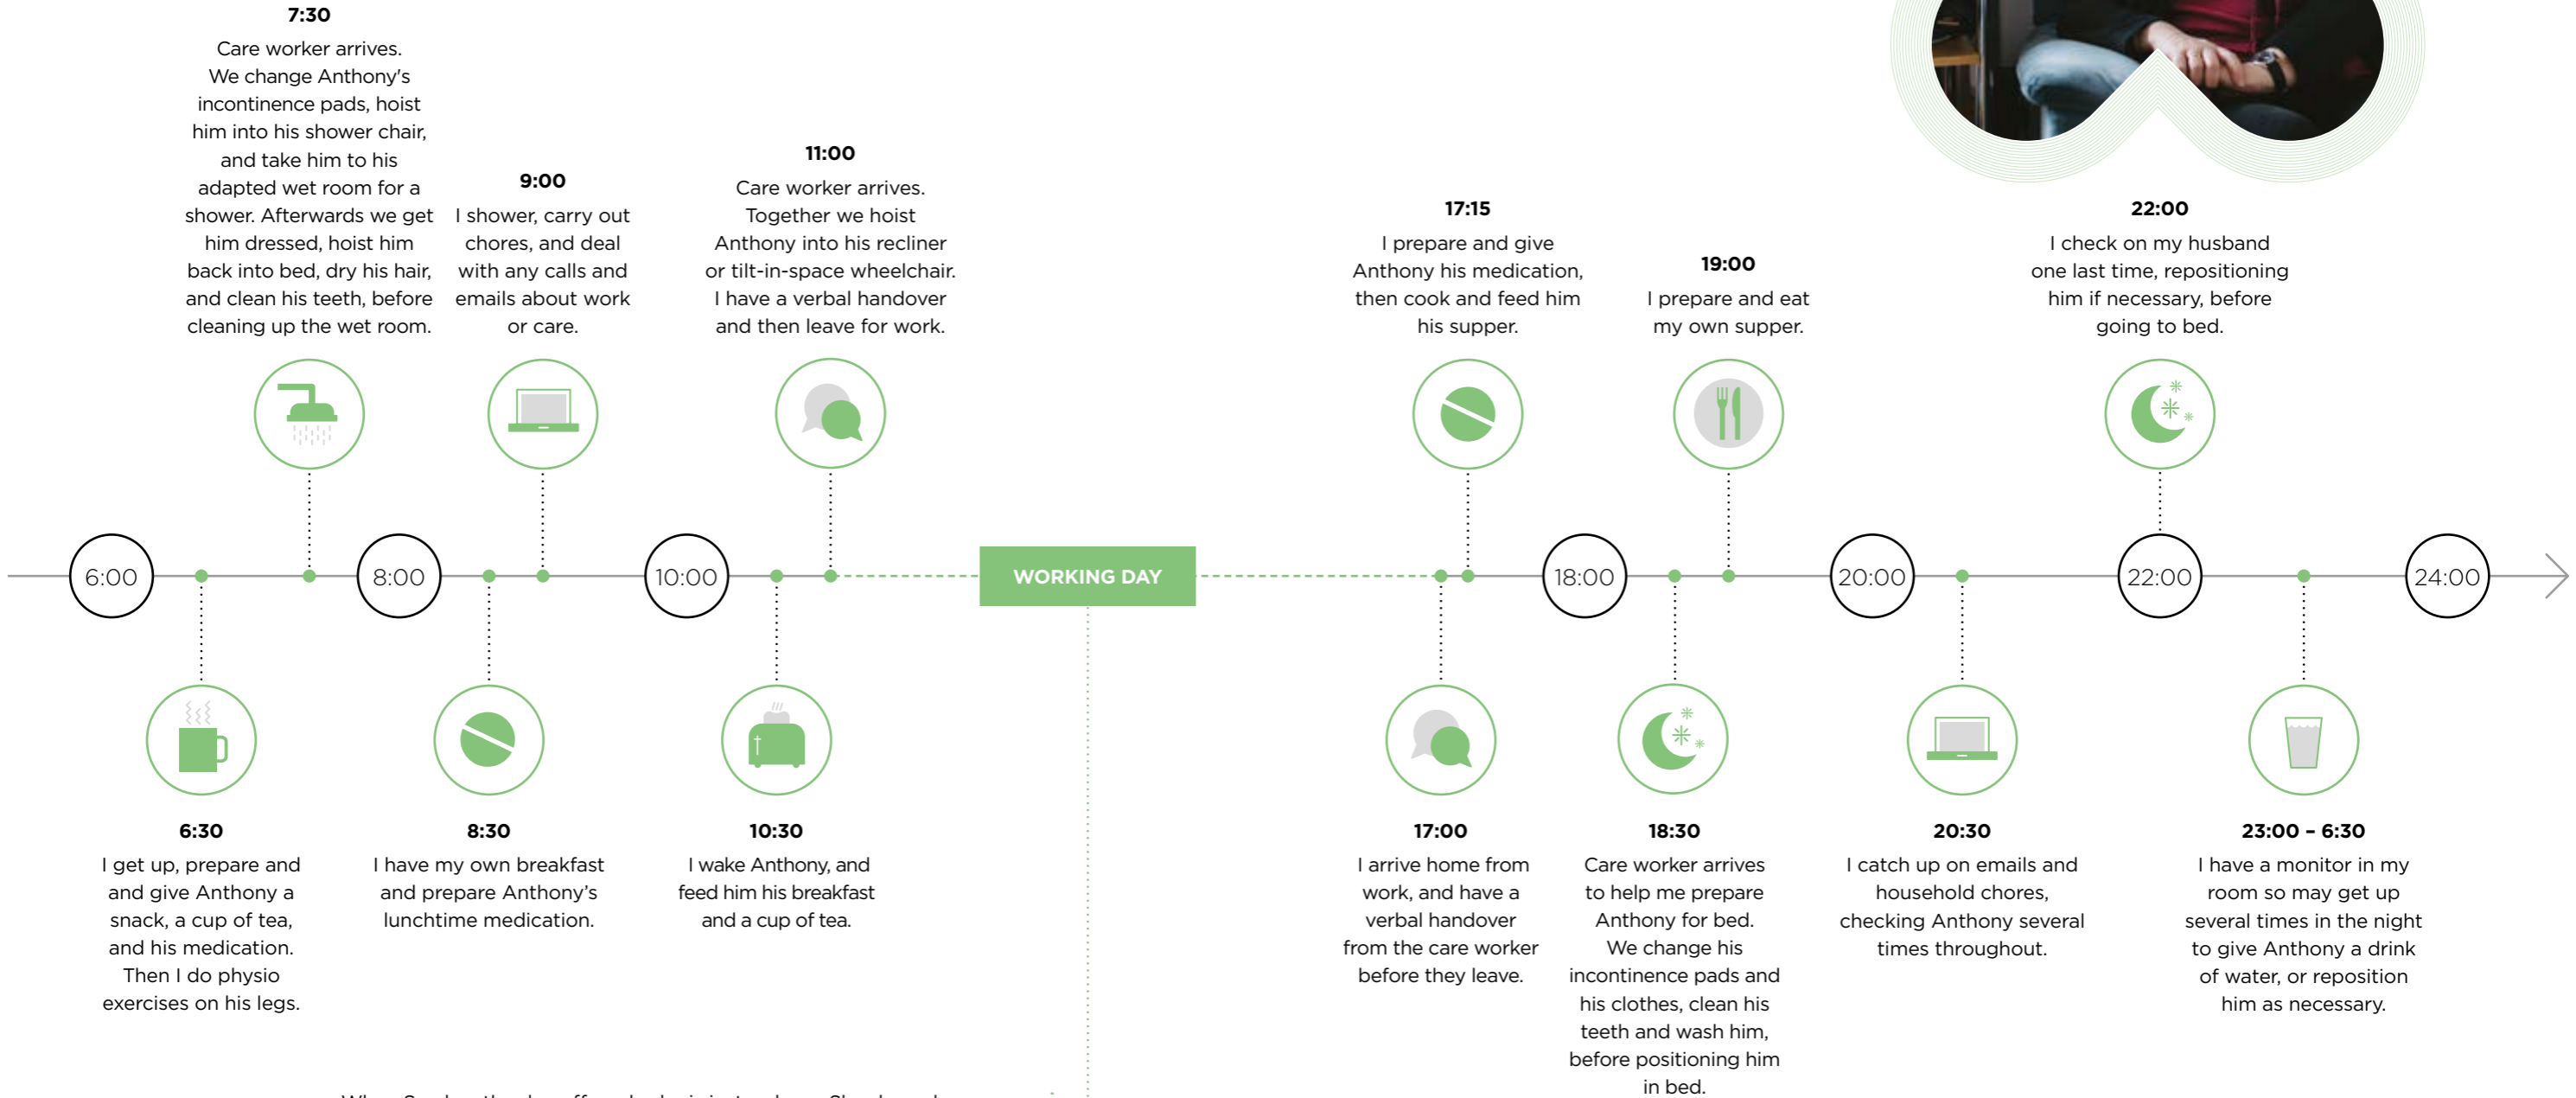 7:30
Care worker arrives.
We change Anthony's
incontinence pads, hoist
him into his shower chair,
and take him to his
adapted wet room for a
shower. Afterwards we get
him dressed, hoist him
back into bed, dry his hair,
and clean his teeth, before
cleaning up the wet room.
9:00
I shower, carry out
chores, and deal
with any calls and
emails about work
or care.
11:00
Care worker arrives.
Together we hoist
Anthony into his recliner
or tilt-in-space wheelchair.
I have a verbal handover
and then leave for work.
17:15
I prepare and give
Anthony his medication,
then cook and feed him
his supper.
19:00
I prepare and eat
my own supper.
22:00
I check on my husband
one last time, repositioning
him if necessary, before
going to bed.
6:00
8:00
10:00
WORKING DAY
18:00
20:00
22:00
24:00
6:30
I get up, prepare and
and give Anthony a
snack, a cup of tea,
and his medication.
Then I do physio
exercises on his legs.
8:30
I have my own breakfast
and prepare Anthony’s
lunchtime medication.
10:30
I wake Anthony, and
feed him his breakfast
and a cup of tea.
17:00
I arrive home from
work, and have a
verbal handover
from the care worker
before they leave.
18:30
Care worker arrives
to help me prepare
Anthony for bed.
We change his
incontinence pads and
his clothes, clean his
teeth and wash him,
before positioning him
in bed.
20:30
I catch up on emails and
household chores,
checking Anthony several
times throughout.
23:00 – 6:30
I have a monitor in my
room so may get up
several times in the night
to give Anthony a drink
of water, or reposition
him as necessary.